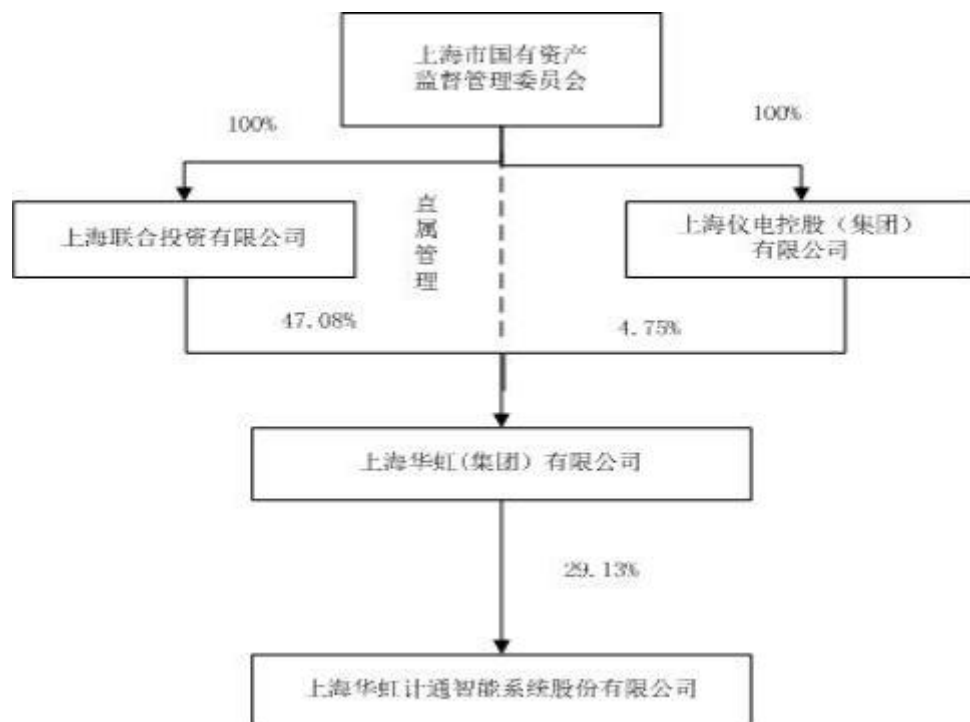 上海市国有资产
监督管理委员会
100%
100%
直属管理
上海联合投资有限公司
上海仪电控股（集团）
有限公司
47.08%
4.75%
上海华虹(集团）有限公司
29.13%
上海华虹计通智能系统股份有限公司